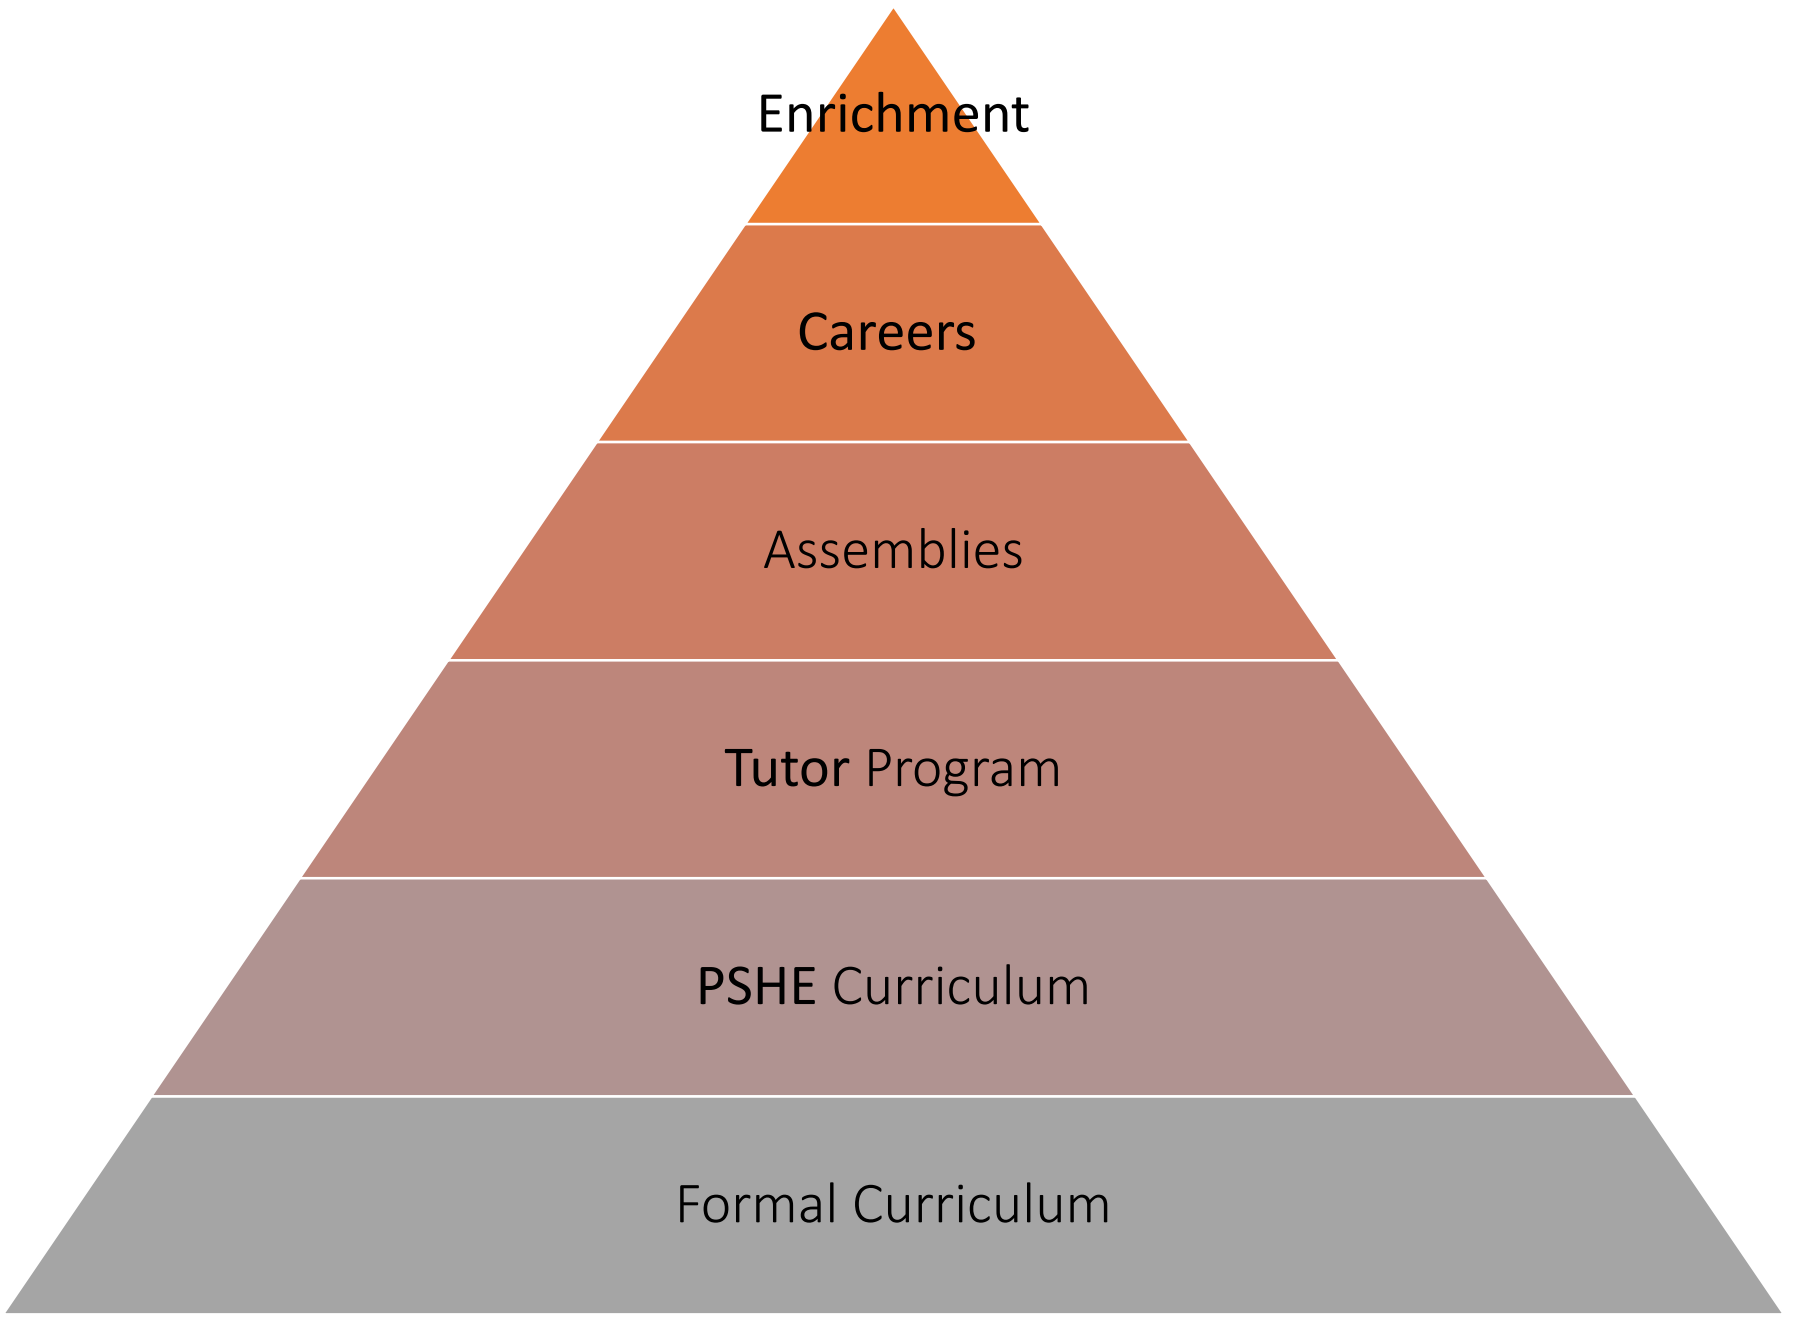 Enrichment
Careers
Assemblies
Tutor Program
PSHE Curriculum
Formal Curriculum